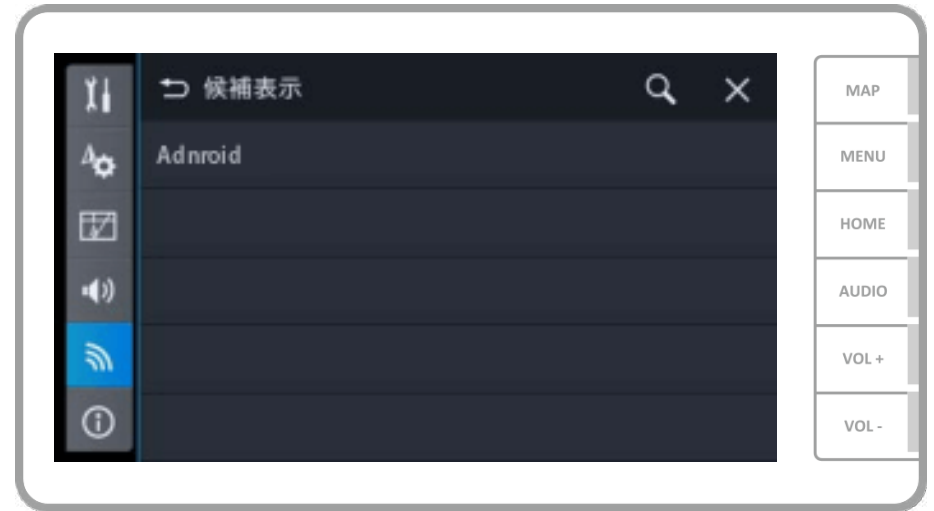 候補表示
Adnroid
MAP
MENU
HOME
AUDIO
VOL +
VOL -